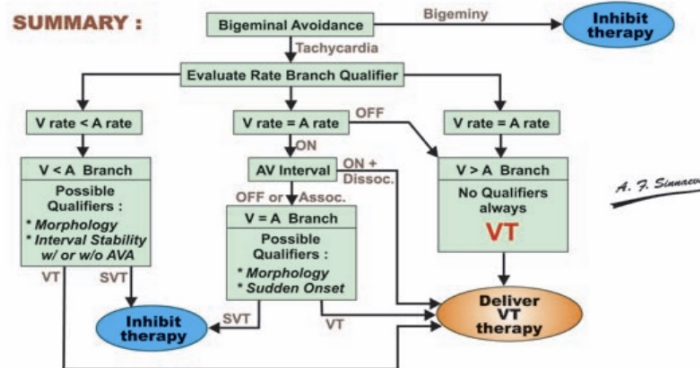 SUMMARY :
Bigeminal Avoidance
Bigeminy
Inhibit
therapy
Tachycardia
Evaluate Rate Branch Qualifier
V rate < A rate
V rate = A rate
OFF
V rate = A rate
ON
V < A Branch
Possible
Qualifiers :
* Morphology
* Interval Stability
w/ or w/o AVA
AV Interval
ON +
Dissoc.
OFF or Assoc.
V = A Branch
Possible
Qualifiers :
* Morphology
* Sudden Onset
V > A Branch
No Qualifiers
always
VT
VT
SVT
Inhibit
therapy
SVT
VT
Deliver
VT
therapy
A. F. Sinnaeve